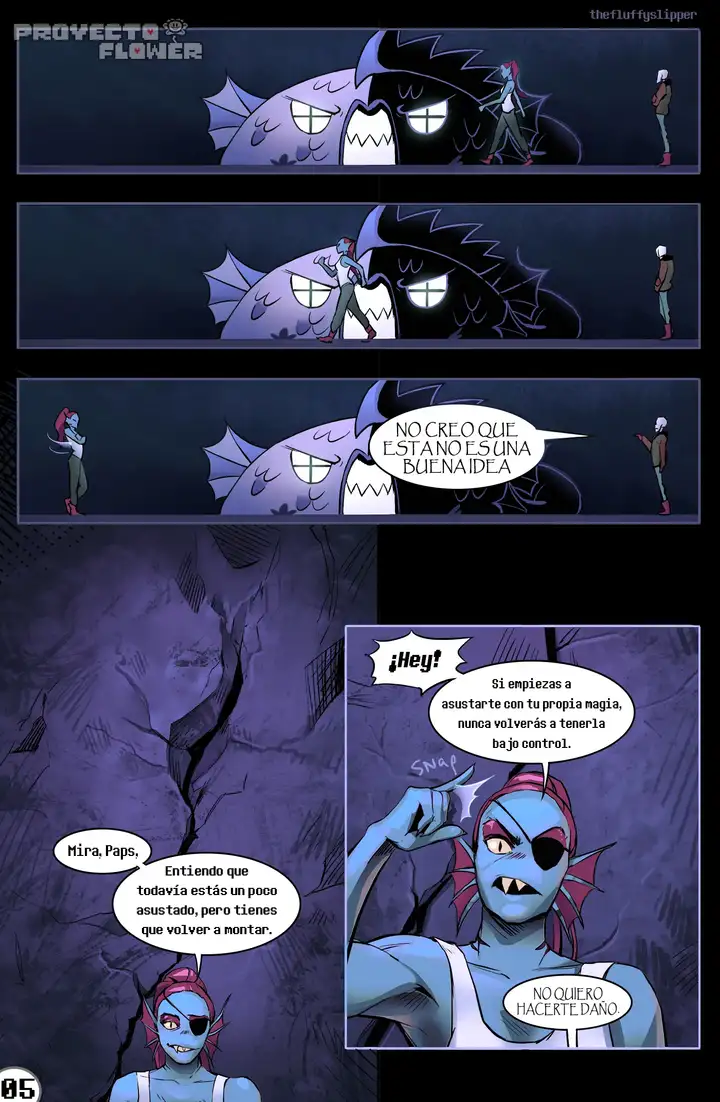 PROYECTO
FLOWER
thefluffyslipper
NO CREO QUE
ESTA NO ES UNA
BUENA IDEA
¡Hey!
Si empiezas a
asustarte con tu propia magia,
nunca volverás a tenerla
bajo control.
SNAP
Mira, Paps,
Entiendo que
todavía estás un poco
asustado, pero tienes
que volver a montar.
NO QUIERO
HACERTE DAÑO.
05